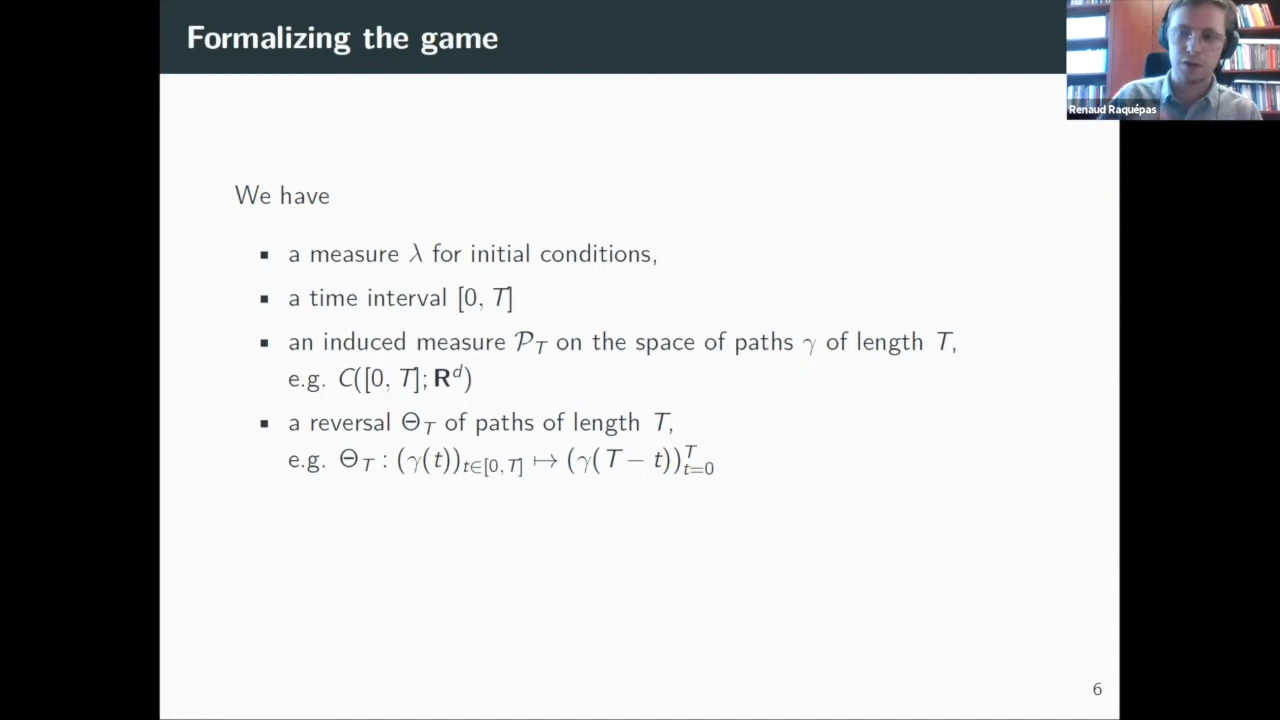 Formalizing the game
Renaud Raquépas
We have
▪ a measure λ for initial conditions,
▪ a time interval [0, T]
▪ an induced measure 𝒫_T on the space of paths γ of length T,
e.g. C([0, T]; R^d)
▪ a reversal Θ_T of paths of length T,
e.g. Θ_T : (γ(t))_{t∈[0,T]} ↦ (γ(T − t))_{t=0}^T
6